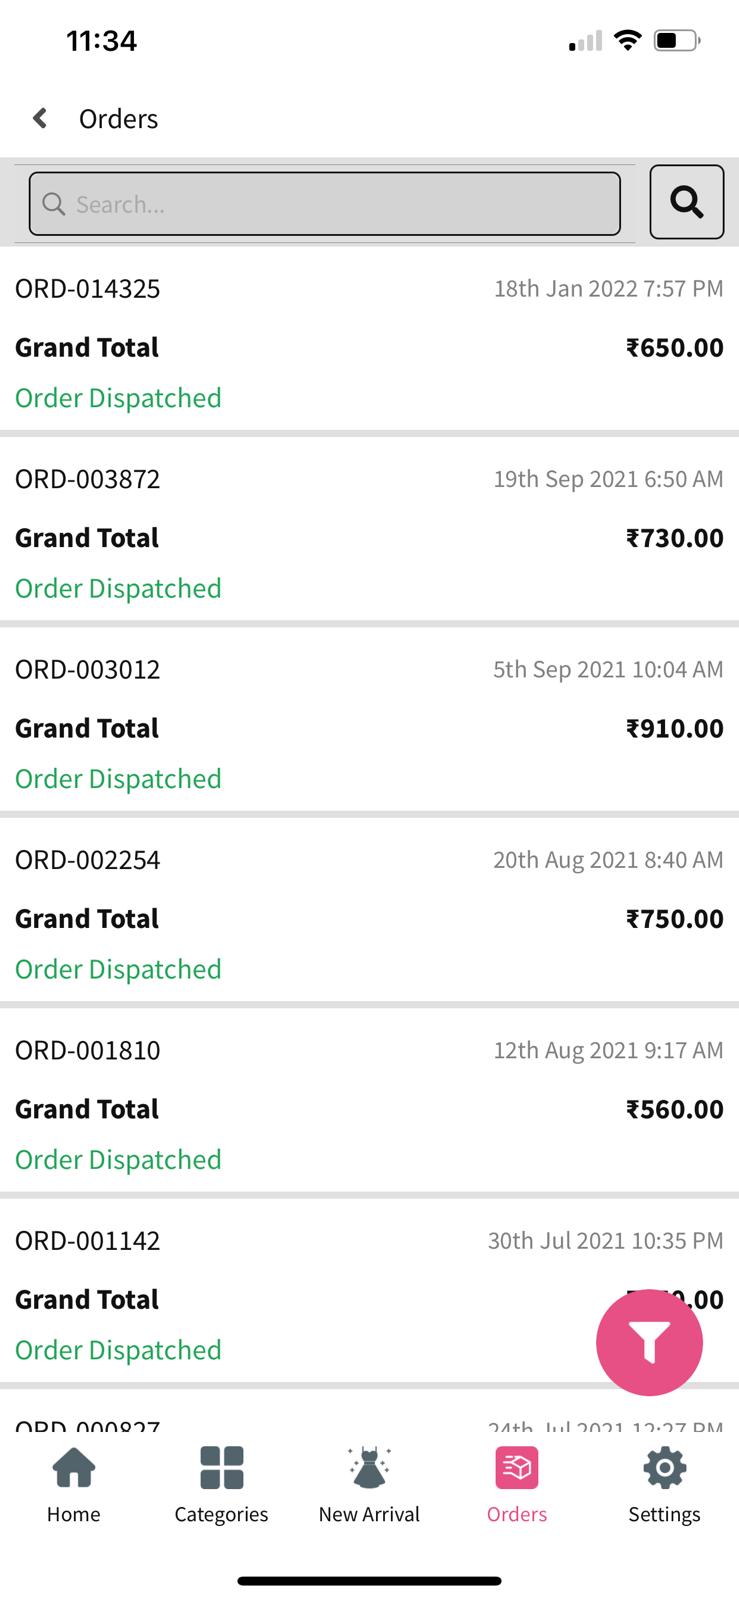 11:34
Orders
Search...
ORD-014325 18th Jan 2022 7:57 PM
Grand Total ₹650.00
Order Dispatched
ORD-003872 19th Sep 2021 6:50 AM
Grand Total ₹730.00
Order Dispatched
ORD-003012 5th Sep 2021 10:04 AM
Grand Total ₹910.00
Order Dispatched
ORD-002254 20th Aug 2021 8:40 AM
Grand Total ₹750.00
Order Dispatched
ORD-001810 12th Aug 2021 9:17 AM
Grand Total ₹560.00
Order Dispatched
ORD-001142 30th Jul 2021 10:35 PM
Grand Total
Order Dispatched
ORD-000827 24th Jul 2021 12:27 PM
Home Categories New Arrival Orders Settings